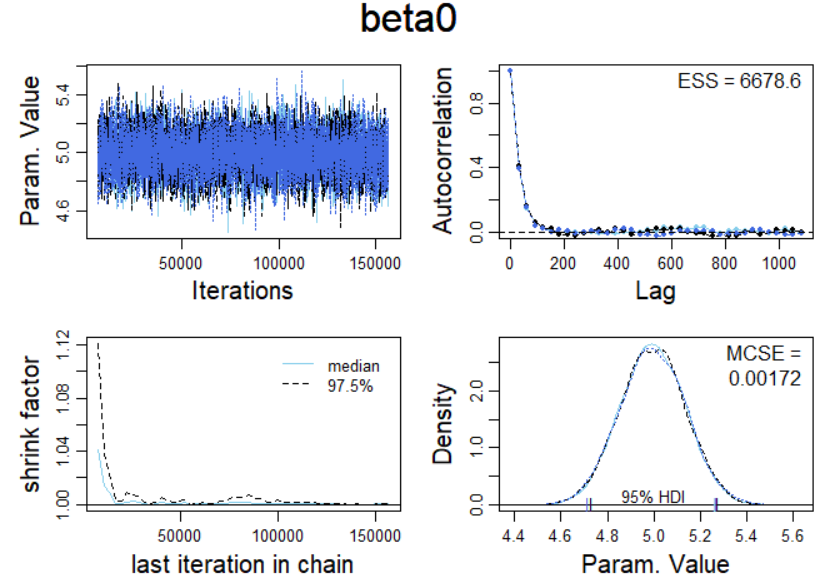 beta0
Param. Value
4.6 5.0 5.4
50000 100000 150000
Iterations
Autocorrelation
0.0 0.4 0.8
ESS = 6678.6
0 200 400 600 800 1000
Lag
shrink factor
1.00 1.04 1.08 1.12
median
97.5%
50000 100000 150000
last iteration in chain
Density
0.0 1.0 2.0
MCSE =
0.00172
95% HDI
4.4 4.6 4.8 5.0 5.2 5.4 5.6
Param. Value